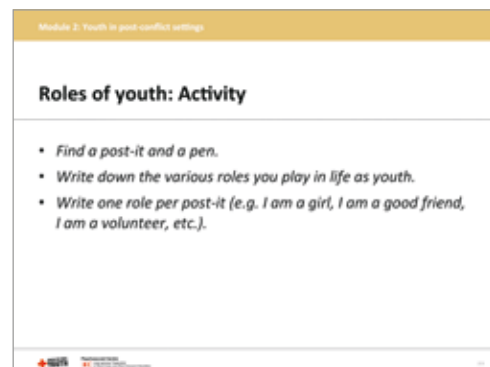 Module 2: Youth in post-conflict settings
Roles of youth: Activity
• Find a post-it and a pen.
• Write down the various roles you play in life as youth.
• Write one role per post-it (e.g. I am a girl, I am a good friend,
I am a volunteer, etc.).